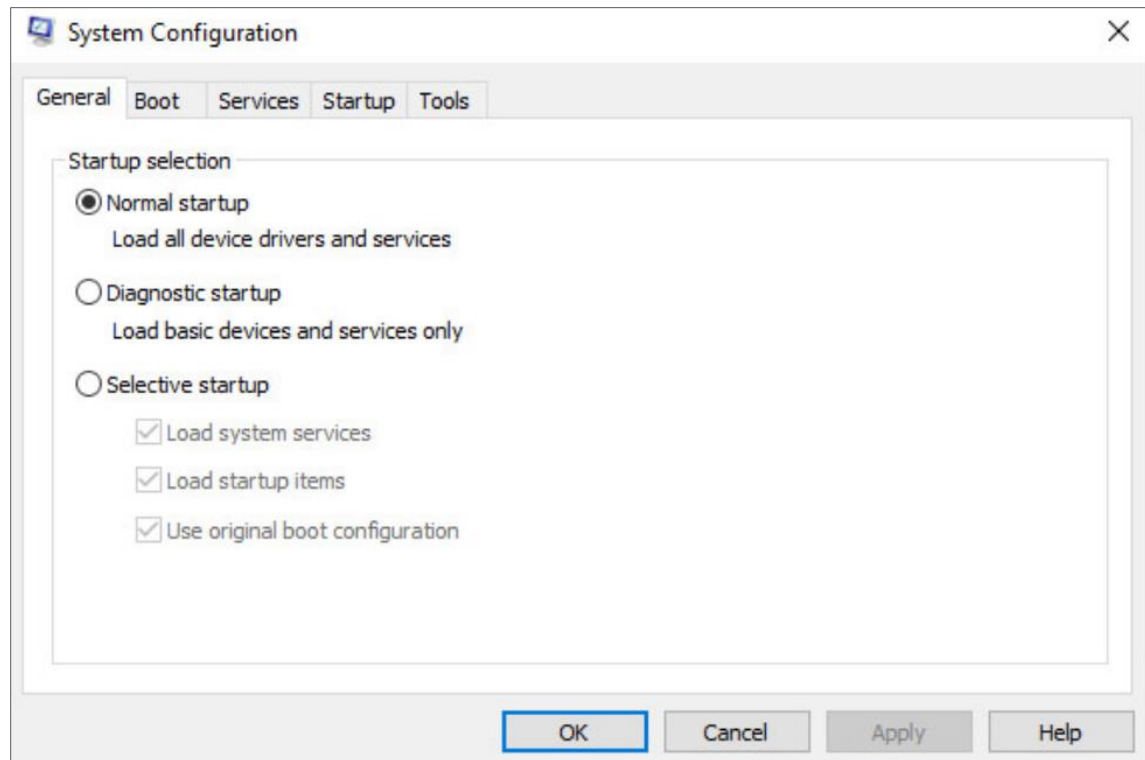 System Configuration
General Boot Services Startup Tools
Startup selection
Normal startup
Load all device drivers and services
Diagnostic startup
Load basic devices and services only
Selective startup
Load system services
Load startup items
Use original boot configuration
OK Cancel Apply Help